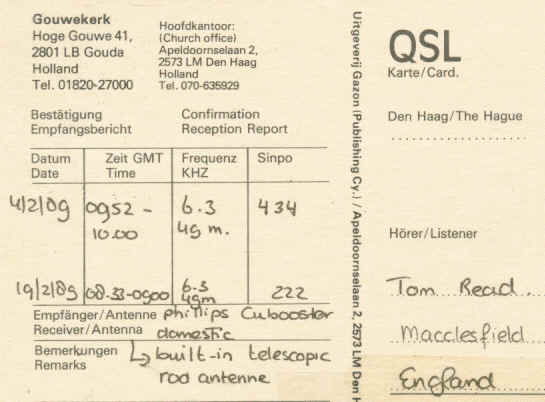 Gouwekerk
Hoge Gouwe 41,
2801 LB Gouda
Holland
Tel. 01820-27000
Hoofdkantoor:
(Church office)
Apeldoornselaan 2,
2573 LM Den Haag
Holland
Tel. 070-635929
Bestätigung
Empfangsbericht
Confirmation
Reception Report
Datum
Date
Zeit GMT
Time
Frequenz
KHZ
Sinpo
4/2/89
0952 -
10.00
6.3
49 m.
434
19/2/89
08.33-0900
6.3
49m
222
Empfänger/Antenne
Receiver/Antenna
phillips Cubooster
domestic
Bemerkungen
Remarks
built-in telescopic
rod antenne
Uitgeverij Gazon (Publishing Cy.) / Apeldoornselaan 2, 2573 LM Den H
QSL
Karte/Card.
Den Haag/The Hague
Hörer/Listener
Tom Read.
Macclesfield
England